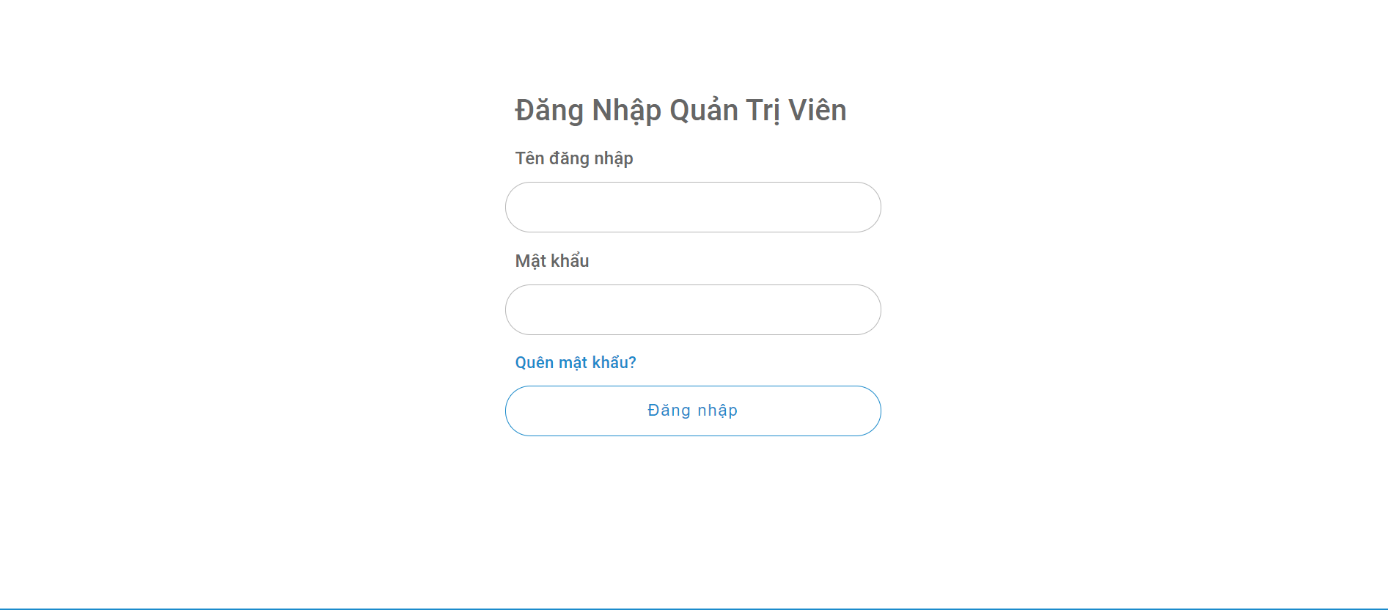 Đăng Nhập Quản Trị Viên
Tên đăng nhập
Mật khẩu
Quên mật khẩu?
Đăng nhập